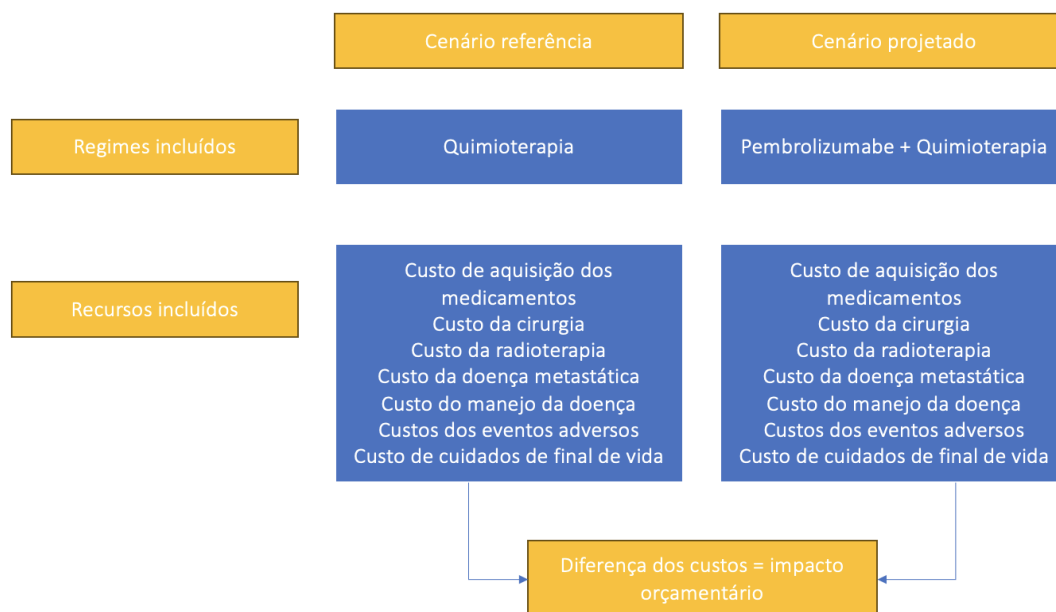 Cenário referência
Cenário projetado
Regimes incluídos
Quimioterapia
Pembrolizumabe + Quimioterapia
Recursos incluídos
Custo de aquisição dos
medicamentos
Custo da cirurgia
Custo da radioterapia
Custo da doença metastática
Custo do manejo da doença
Custos dos eventos adversos
Custo de cuidados de final de vida
Custo de aquisição dos
medicamentos
Custo da cirurgia
Custo da radioterapia
Custo da doença metastática
Custo do manejo da doença
Custos dos eventos adversos
Custo de cuidados de final de vida
Diferença dos custos = impacto
orçamentário